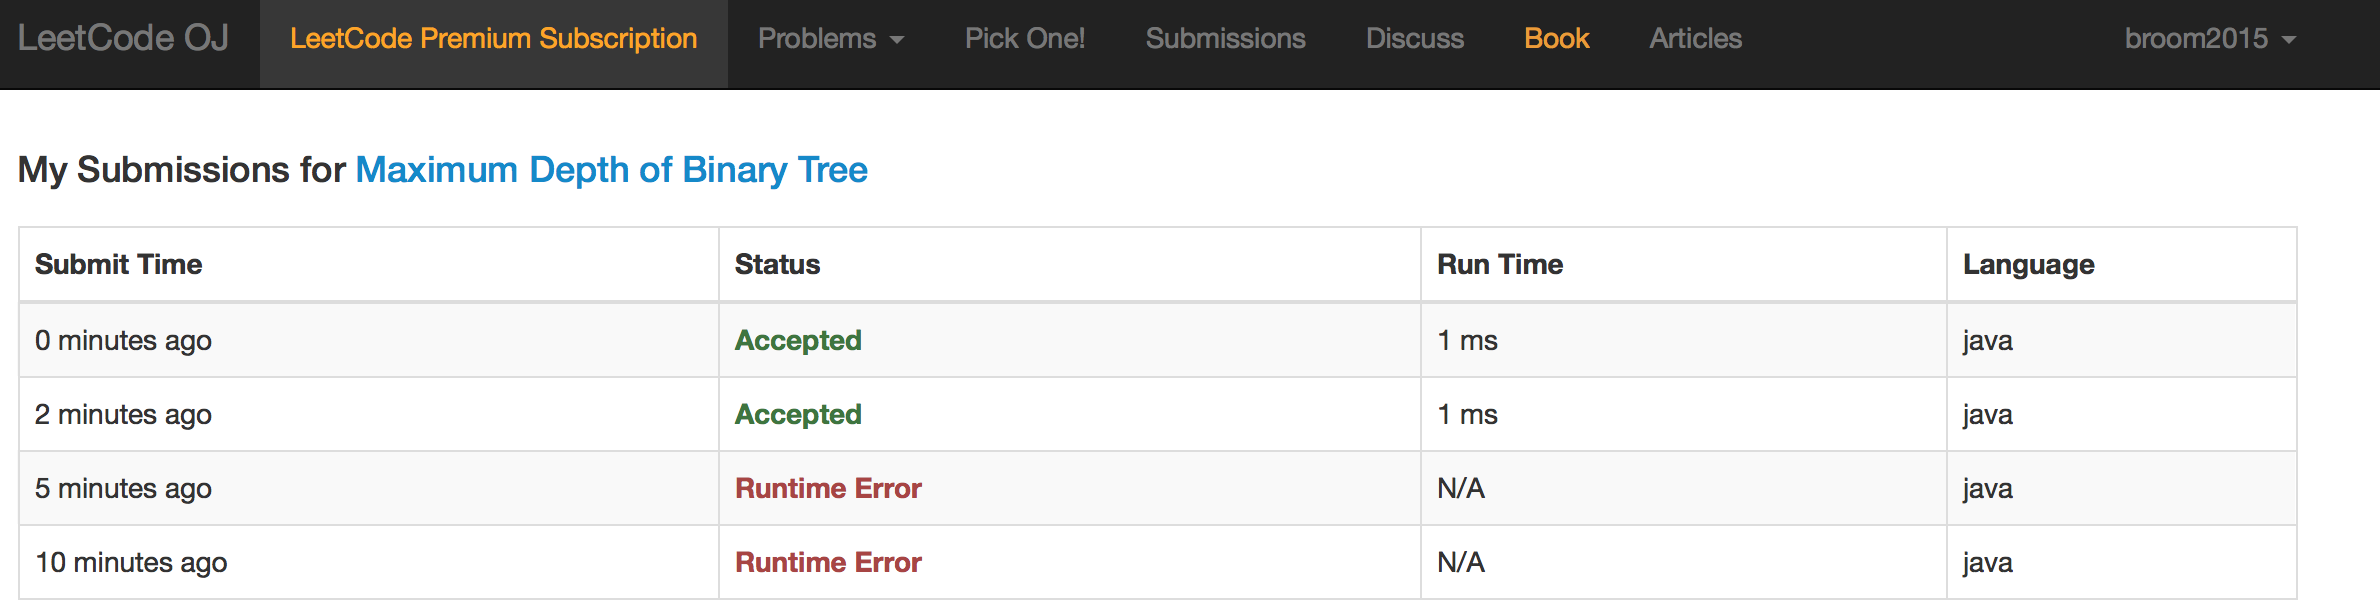 LeetCode OJ LeetCode Premium Subscription Problems Pick One! Submissions Discuss Book Articles broom2015
My Submissions for Maximum Depth of Binary Tree
Submit Time Status Run Time Language
0 minutes ago Accepted 1 ms java
2 minutes ago Accepted 1 ms java
5 minutes ago Runtime Error N/A java
10 minutes ago Runtime Error N/A java